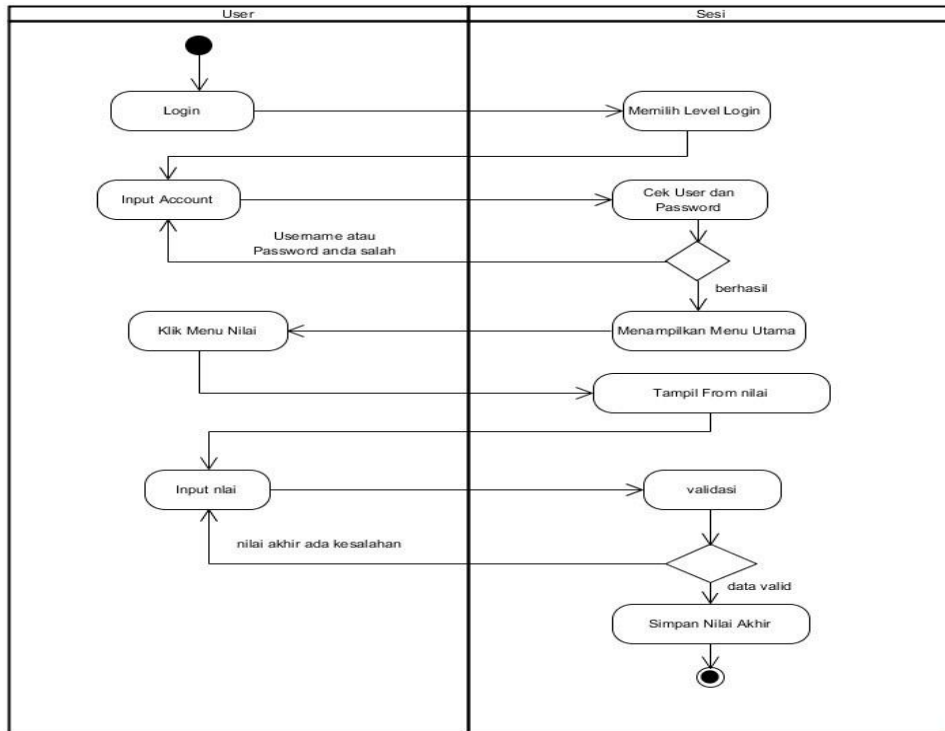 User
Sesi
Login
Memilih Level Login
Input Account
Cek User dan
Password
Username atau
Password anda salah
berhasil
Klik Menu Nilai
Menampilkan Menu Utama
Tampil From nilai
Input nlai
validasi
nilai akhir ada kesalahan
data valid
Simpan Nilai Akhir